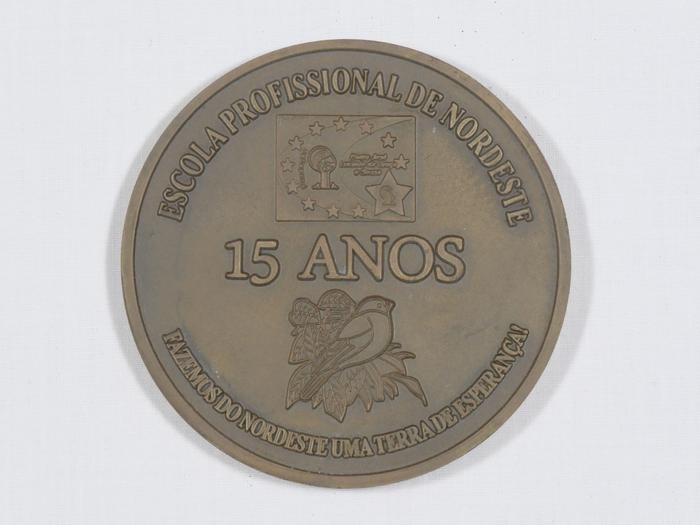 ESCOLA PROFISSIONAL DE NORDESTE
15 ANOS
FAZEMOS DO NORDESTE UMA TERRA DE ESPERANÇA!